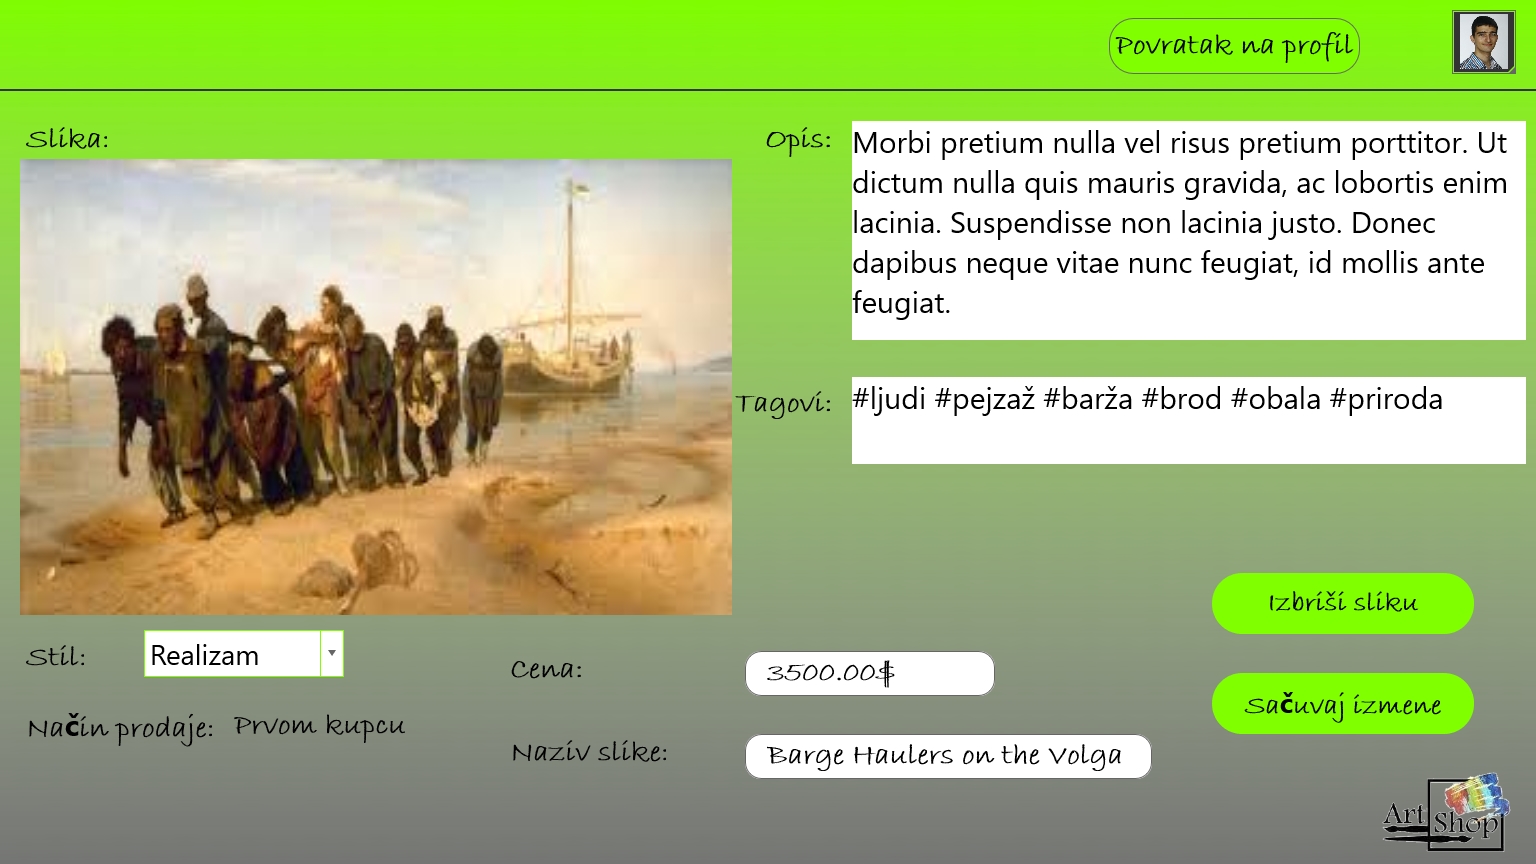 Povratak na profil
Slika:
Opis:
Morbi pretium nulla vel risus pretium porttitor. Ut
dictum nulla quis mauris gravida, ac lobortis enim
lacinia. Suspendisse non lacinia justo. Donec
dapibus neque vitae nunc feugiat, id mollis ante
feugiat.
Tagovi:
#ljudi #pejzaž #barža #brod #obala #priroda
Izbriši sliku
Stil:
Realizam
Cena:
3500.00$
Sačuvaj izmene
Način prodaje: Prvom kupcu
Naziv slike:
Barge Haulers on the Volga
Art
Shop